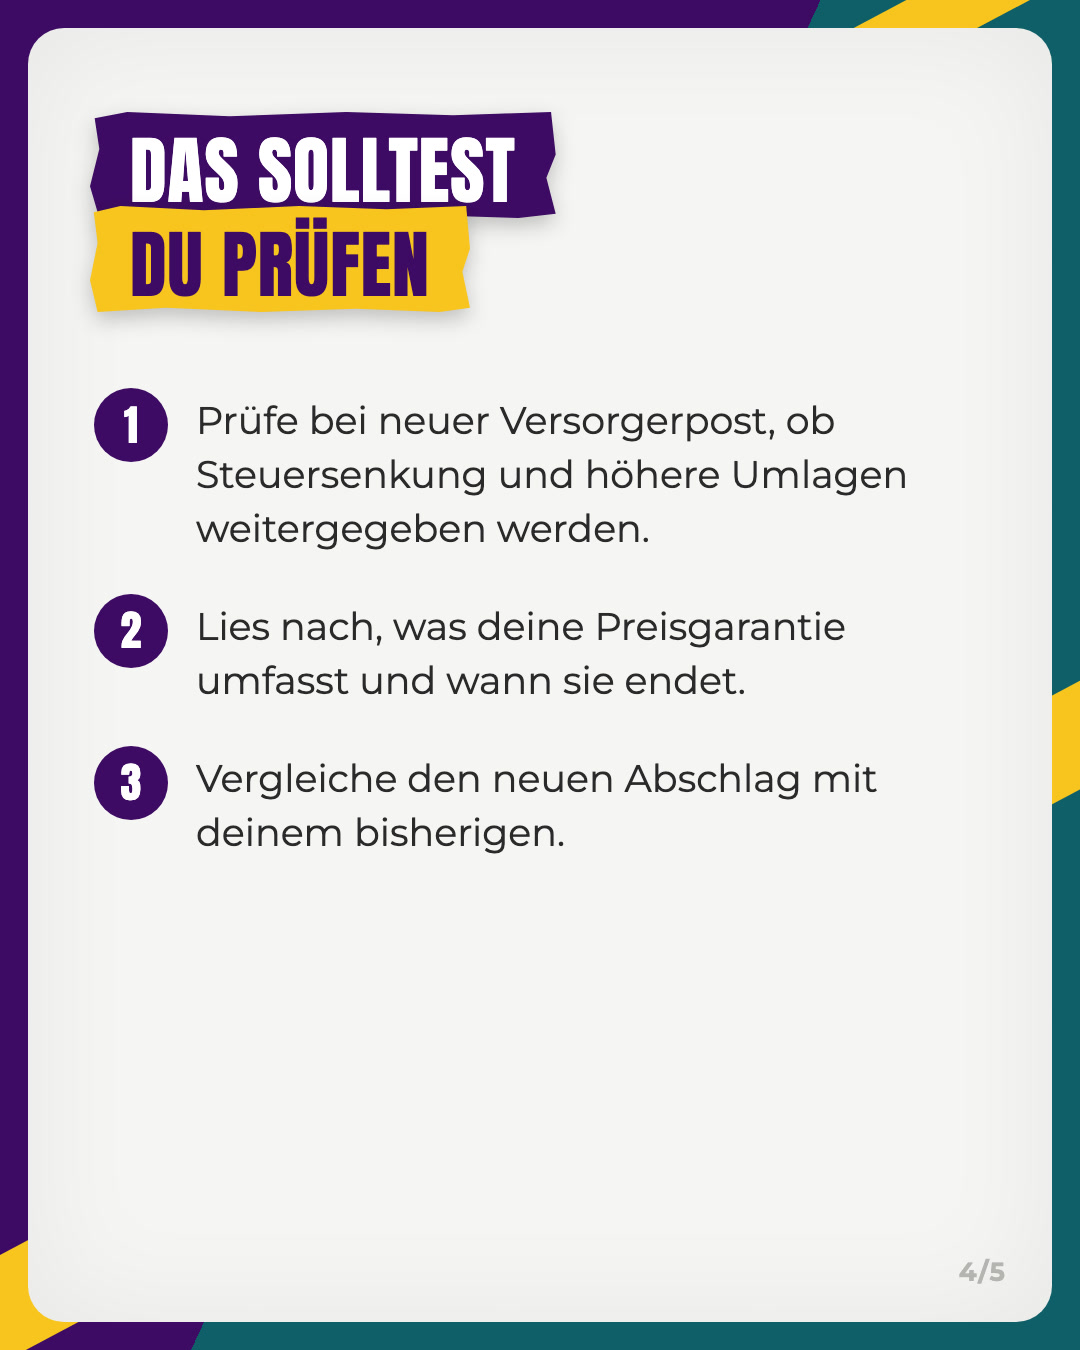 DAS SOLLTEST
DU PRÜFEN
1 Prüfe bei neuer Versorgerpost, ob
Steuersenkung und höhere Umlagen
weitergegeben werden.
2 Lies nach, was deine Preisgarantie
umfasst und wann sie endet.
3 Vergleiche den neuen Abschlag mit
deinem bisherigen.
4/5